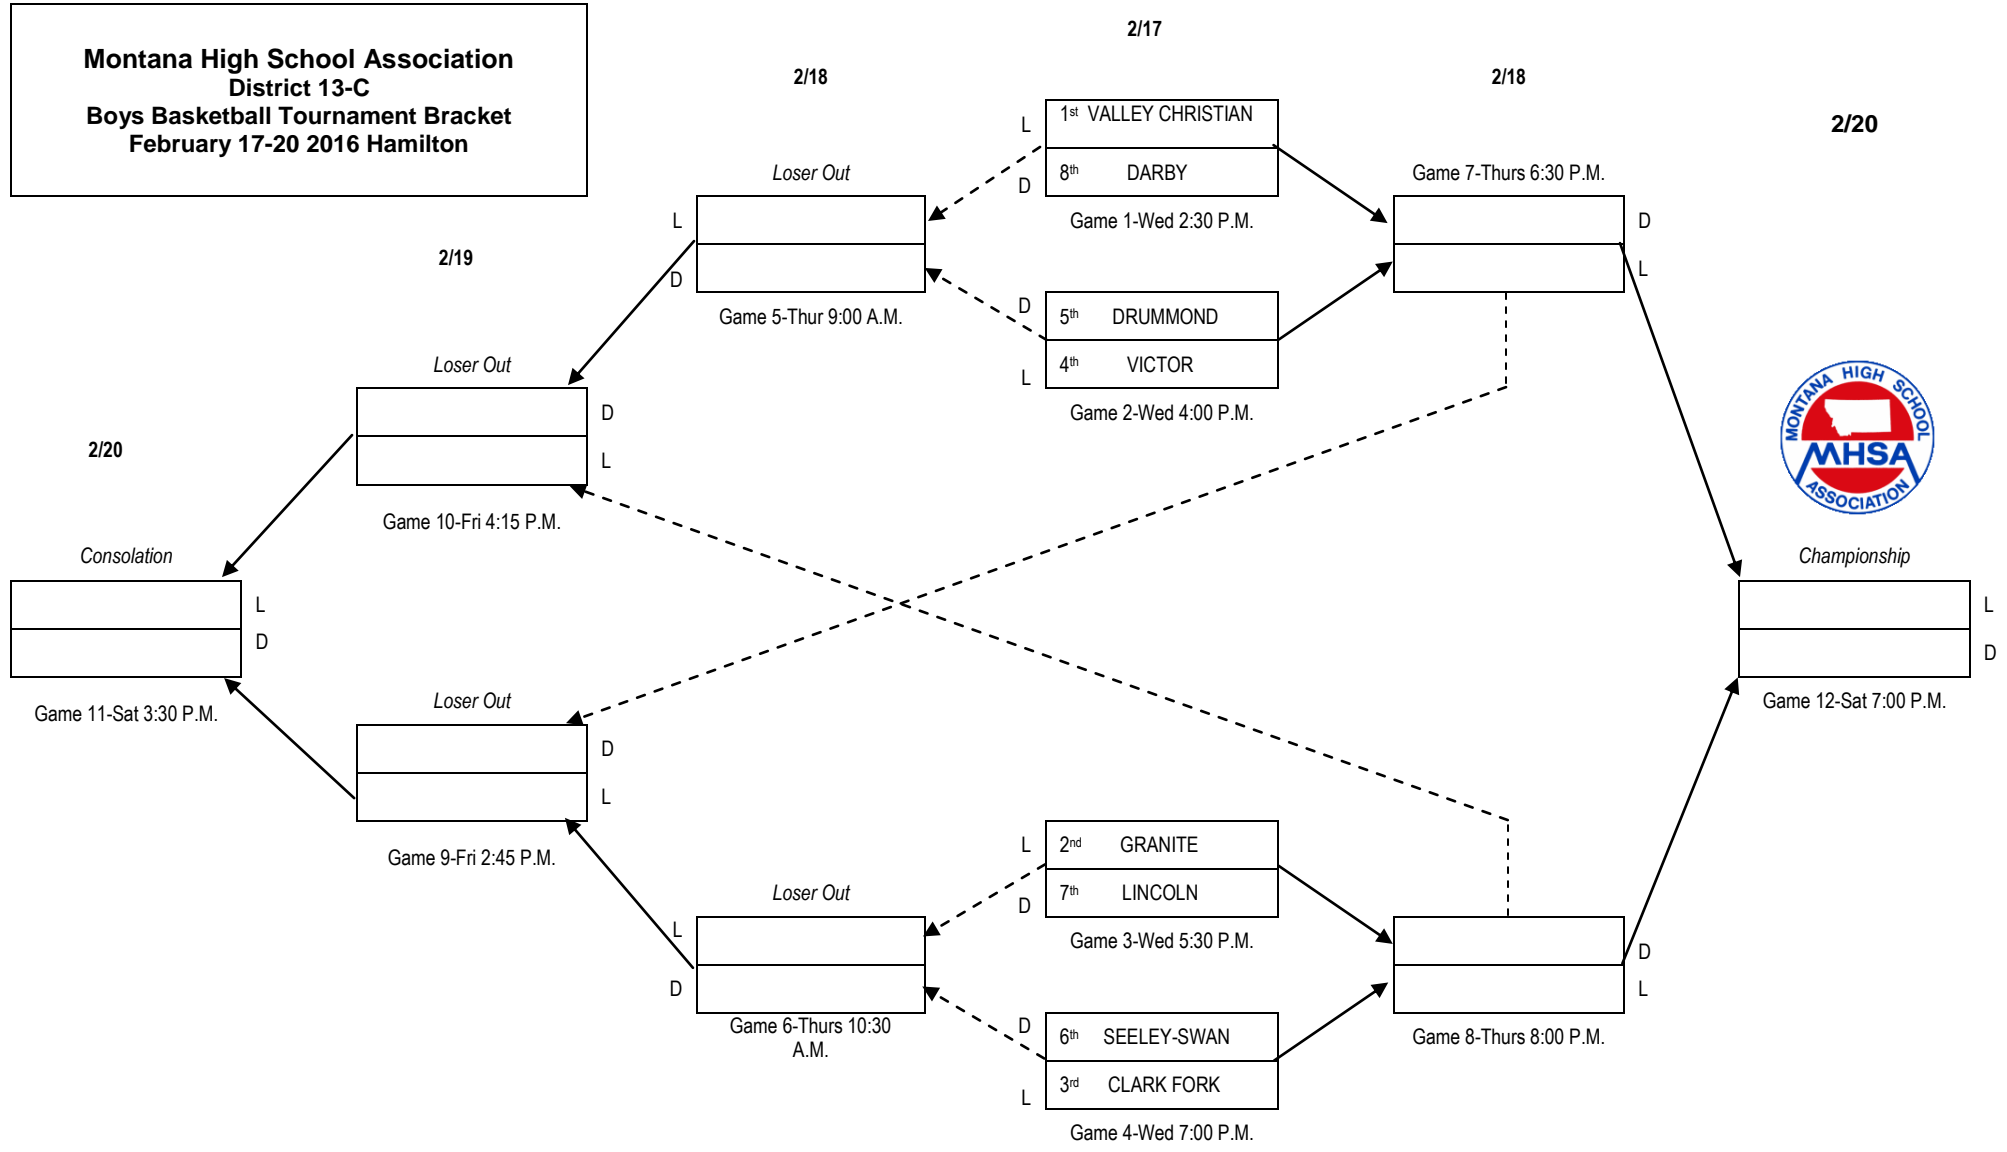 Montana High School Association
District 13-C
Boys Basketball Tournament Bracket
February 17-20 2016 Hamilton
2/17
2/18
2/18
2/20
L
1st VALLEY CHRISTIAN
D
8th DARBY
Game 1-Wed 2:30 P.M.
Loser Out
L
D
Game 5-Thur 9:00 A.M.
Game 7-Thurs 6:30 P.M.
D
L
2/19
D
5th DRUMMOND
4th VICTOR
L
Game 2-Wed 4:00 P.M.
Loser Out
D
L
Game 10-Fri 4:15 P.M.
2/20
MONTANA HIGH SCHOOL
MHSA
ASSOCIATION
Consolation
L
D
Game 11-Sat 3:30 P.M.
Championship
L
D
Game 12-Sat 7:00 P.M.
Loser Out
D
L
Game 9-Fri 2:45 P.M.
L
2nd GRANITE
D
7th LINCOLN
Game 3-Wed 5:30 P.M.
Loser Out
L
D
Game 6-Thurs 10:30
A.M.
D
L
Game 8-Thurs 8:00 P.M.
D
6th SEELEY-SWAN
3rd CLARK FORK
L
Game 4-Wed 7:00 P.M.